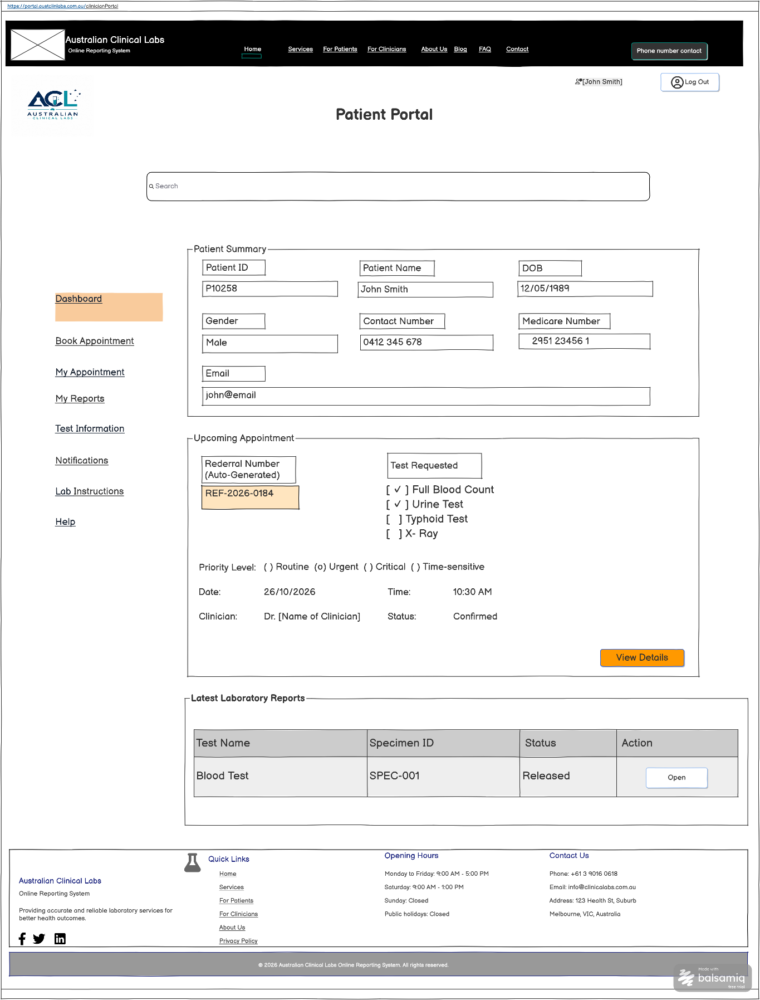 https://portal.austclinlabs.com.au/clinicianPortal
Australian Clinical Labs
Online Reporting System
Home Services For Patients For Clinicians About Us Blog FAQ Contact
Phone number contact
[John Smith]
Log Out
ACL
AUSTRALIAN
CLINICAL LABS
Patient Portal
Search
Dashboard
Book Appointment
My Appointment
My Reports
Test Information
Notifications
Lab Instructions
Help
Patient Summary
Patient ID Patient Name DOB
P10258 John Smith 12/05/1989
Gender Contact Number Medicare Number
Male 0412 345 678 2951 23456 1
Email
john@email
Upcoming Appointment
Rederral Number
(Auto-Generated)
REF-2026-0184
Test Requested
[ ✓ ] Full Blood Count
[ ✓ ] Urine Test
[ ] Typhoid Test
[ ] X- Ray
Priority Level: ( ) Routine (o) Urgent ( ) Critical ( ) Time-sensitive
Date: 26/10/2026 Time: 10:30 AM
Clinician: Dr. [Name of Clinician] Status: Confirmed
View Details
Latest Laboratory Reports
Test Name Specimen ID Status Action
Blood Test SPEC-001 Released Open
Australian Clinical Labs
Online Reporting System
Providing accurate and reliable laboratory services for
better health outcomes.
Quick Links
Home
Services
For Patients
For Clinicians
About Us
Privacy Policy
Opening Hours
Monday to Friday: 9:00 AM - 5:00 PM
Saturday: 9:00 AM - 1:00 PM
Sunday: Closed
Public holidays: Closed
Contact Us
Phone: +61 3 9016 0618
Email: info@clinicalabs.com.au
Address: 123 Health St, Suburb
Melbourne, VIC, Australia
© 2026 Australian Clinical Labs Online Reporting System. All rights reserved.
Made with
balsamiq
free trial